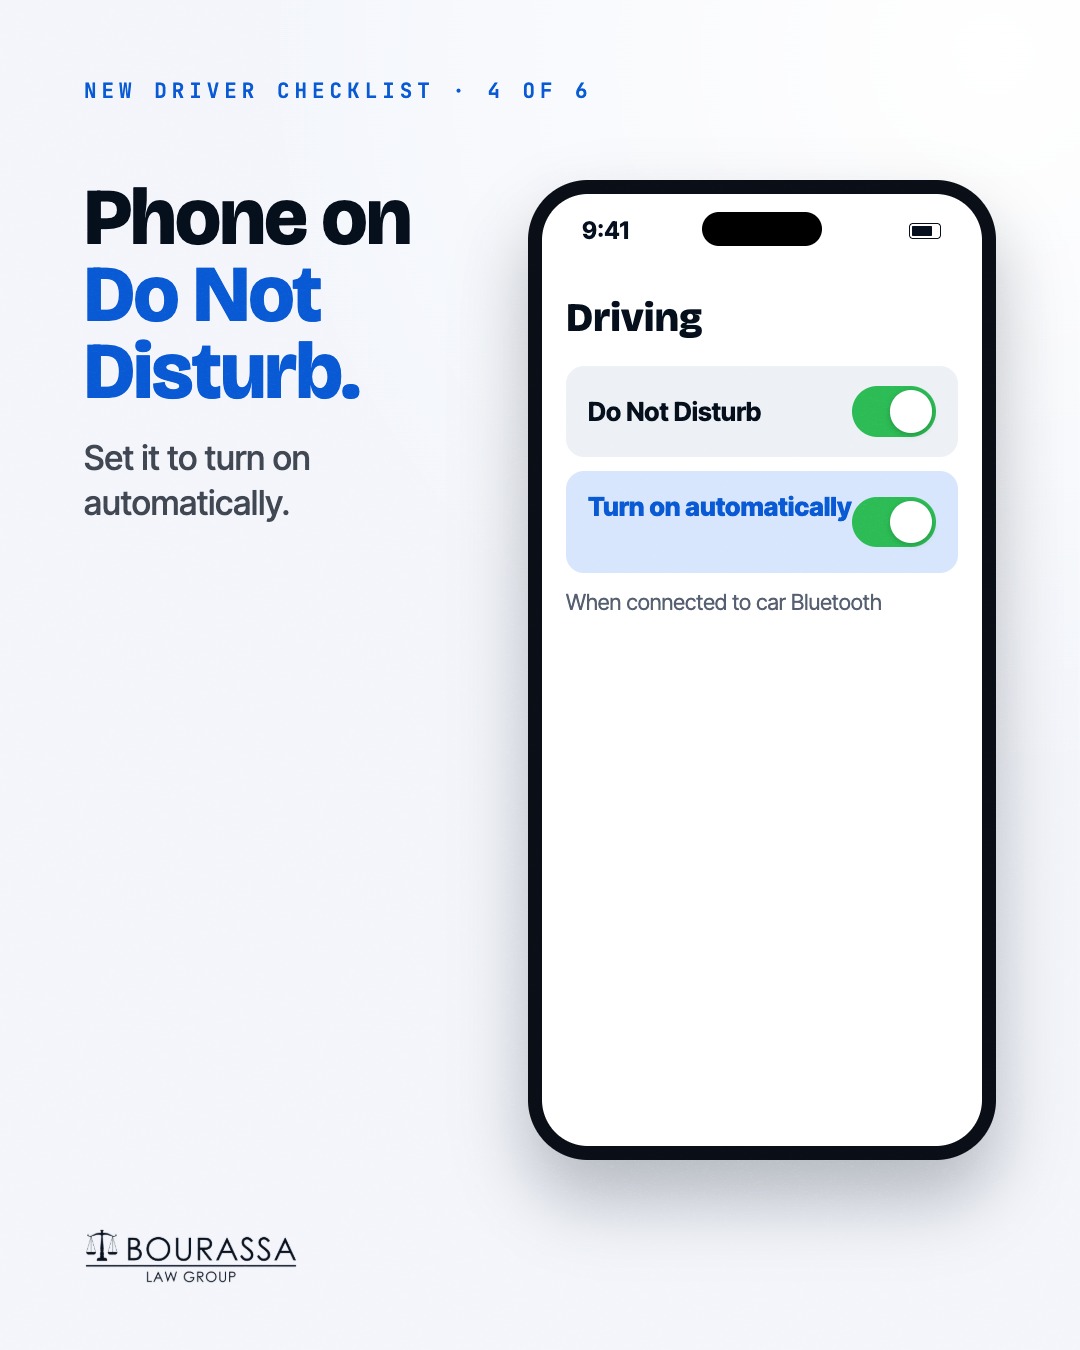 NEW DRIVER CHECKLIST · 4 OF 6
Phone on
Do Not
Disturb.
Set it to turn on
automatically.
9:41
Driving
Do Not Disturb
Turn on automatically
When connected to car Bluetooth
BOURASSA
LAW GROUP